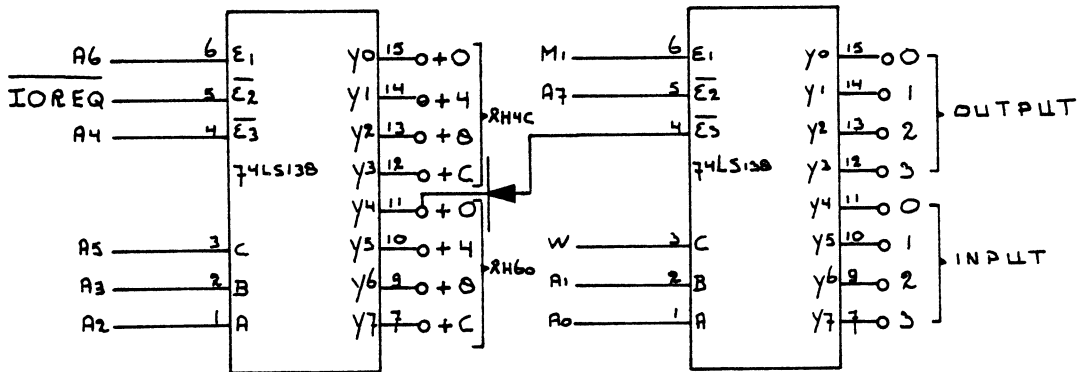 A6 6 E1
IOREQ 5 E2
A4 4 E3
74LS138
A5 3 C
A3 2 B
A2 1 A
Y0 15 +0
Y1 14 +4
Y2 13 +8
Y3 12 +C
&H4C
Y4 11 +0
Y5 10 +4
Y6 9 +8
Y7 7 +C
&H60
M1 6 E1
A7 5 E2
4 E3
74LS138
W 3 C
A1 2 B
A0 1 A
Y0 15 0
Y1 14 1
Y2 13 2
Y3 12 3
OUTPUT
Y4 11 0
Y5 10 1
Y6 9 2
Y7 7 3
INPUT